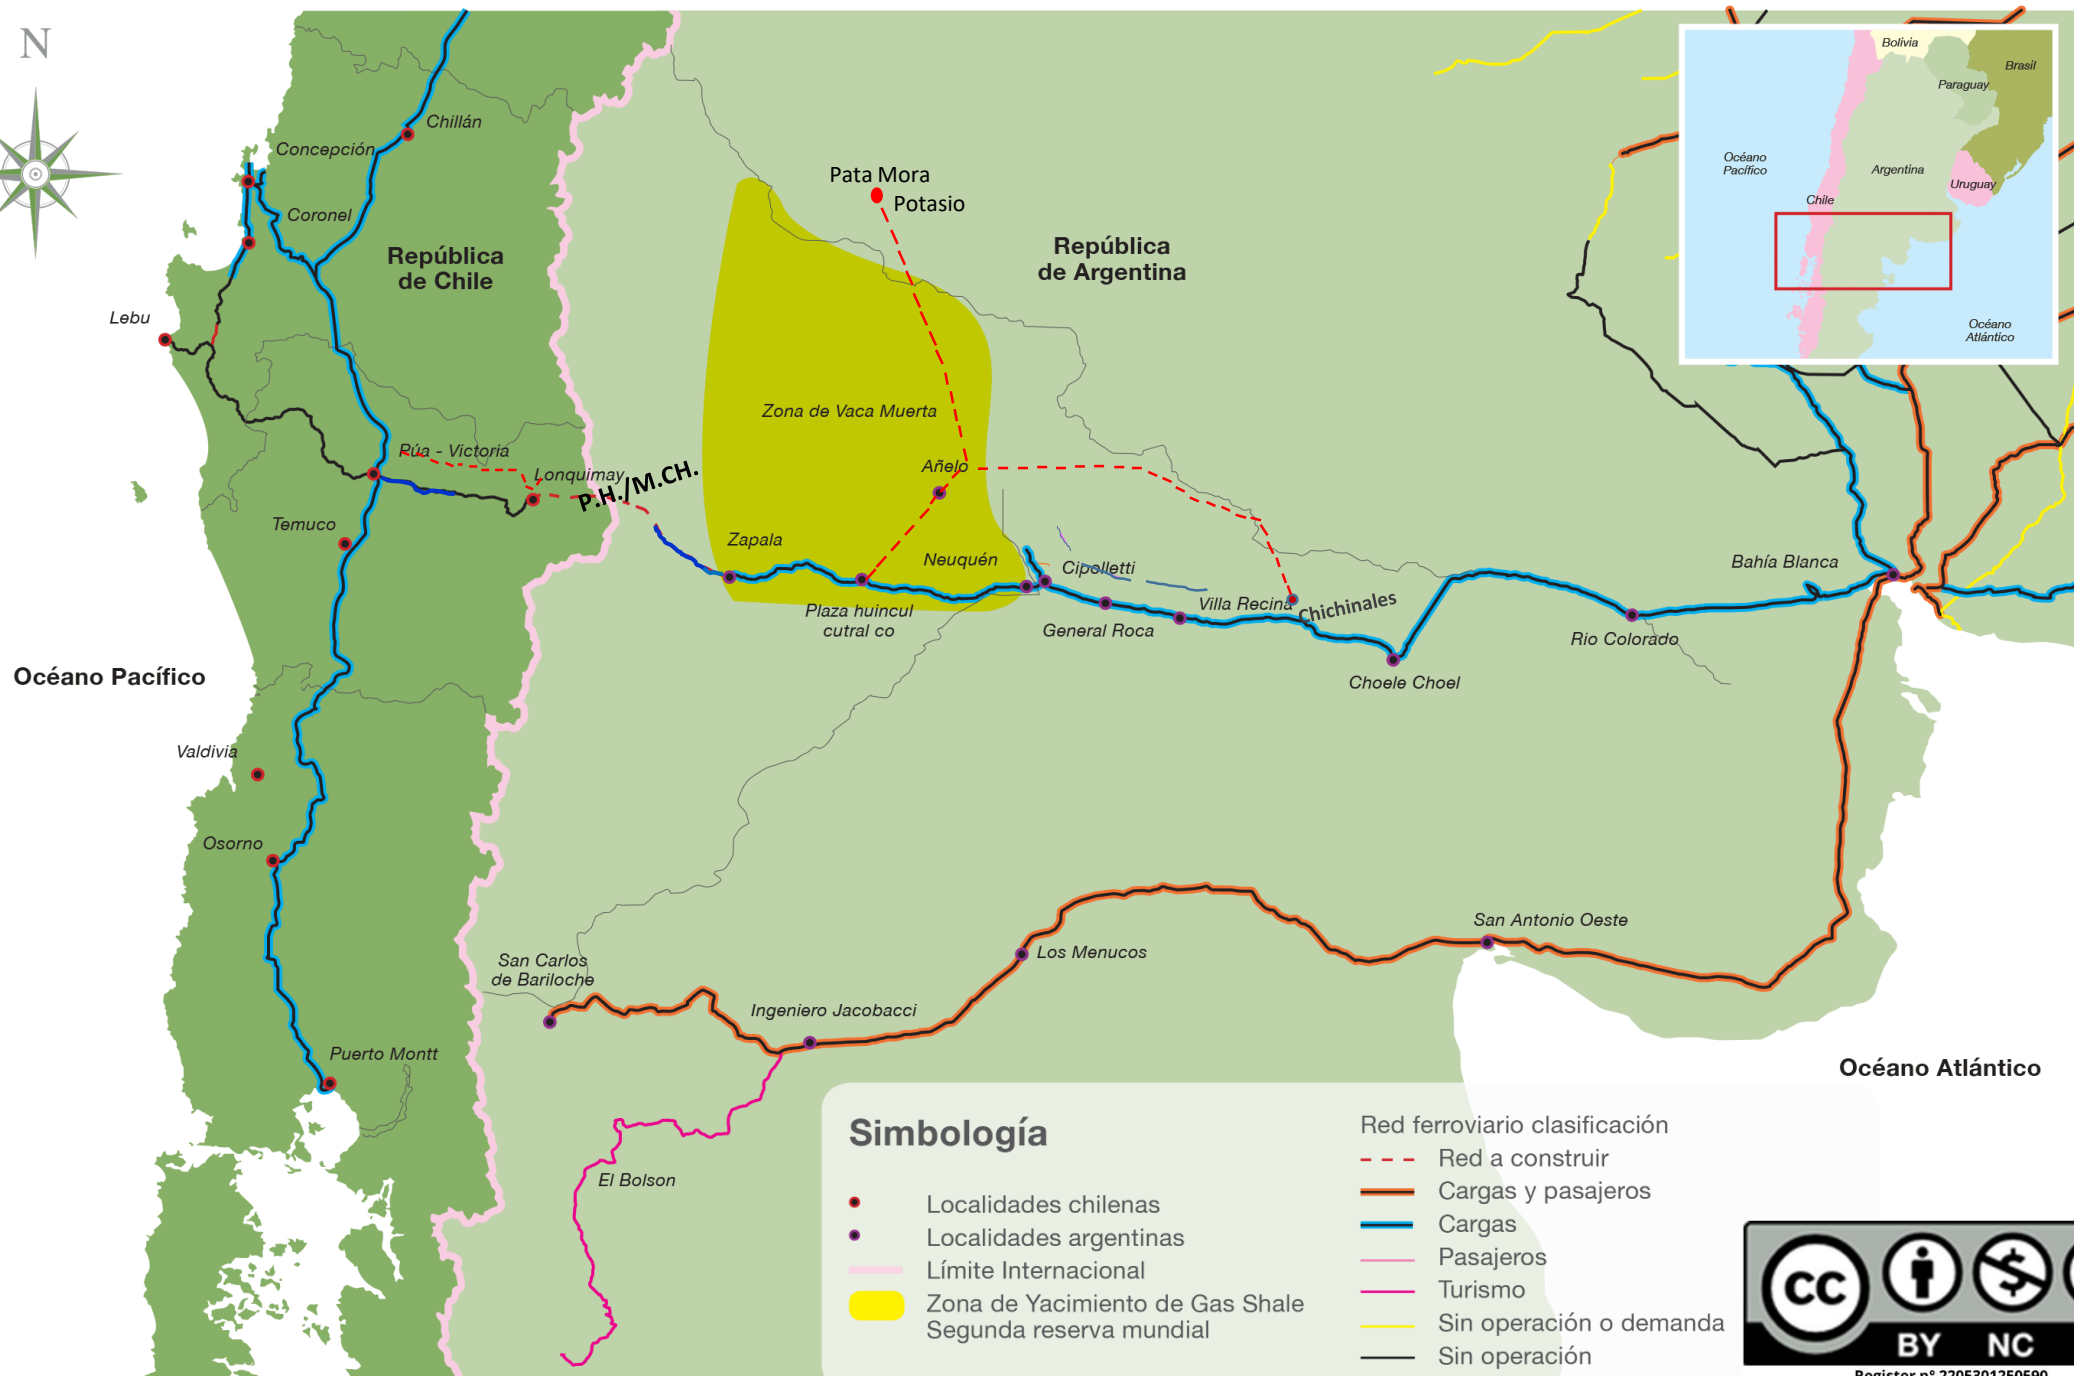 N
Bolívia
Brasil
Paraguay
Océano
Pacífico
Argentina
Uruguay
Chile
Océano
Atlántico
Chillán
Concepción
Coronel
República
de Chile
Lebu
Pata Mora
Potasio
República
de Argentina
Zona de Vaca Muerta
Púa - Victoria
Lonquimay
P.H./M.CH.
Añelo
Temuco
Zapala
Neuquén
Cipolletti
Bahía Blanca
Plaza huincul
cutral co
General Roca
Villa Recina
Chichinales
Rio Colorado
Choele Choel
Océano Pacífico
Valdivia
Osorno
San Antonio Oeste
San Carlos
de Bariloche
Los Menucos
Ingeniero Jacobacci
Puerto Montt
Océano Atlántico
El Bolson
Simbología
Localidades chilenas
Localidades argentinas
Límite Internacional
Zona de Yacimiento de Gas Shale
Segunda reserva mundial
Red ferroviario clasificación
Red a construir
Cargas y pasajeros
Cargas
Pasajeros
Turismo
Sin operación o demanda
Sin operación
CC
BY NC
Register nº 2205301250590